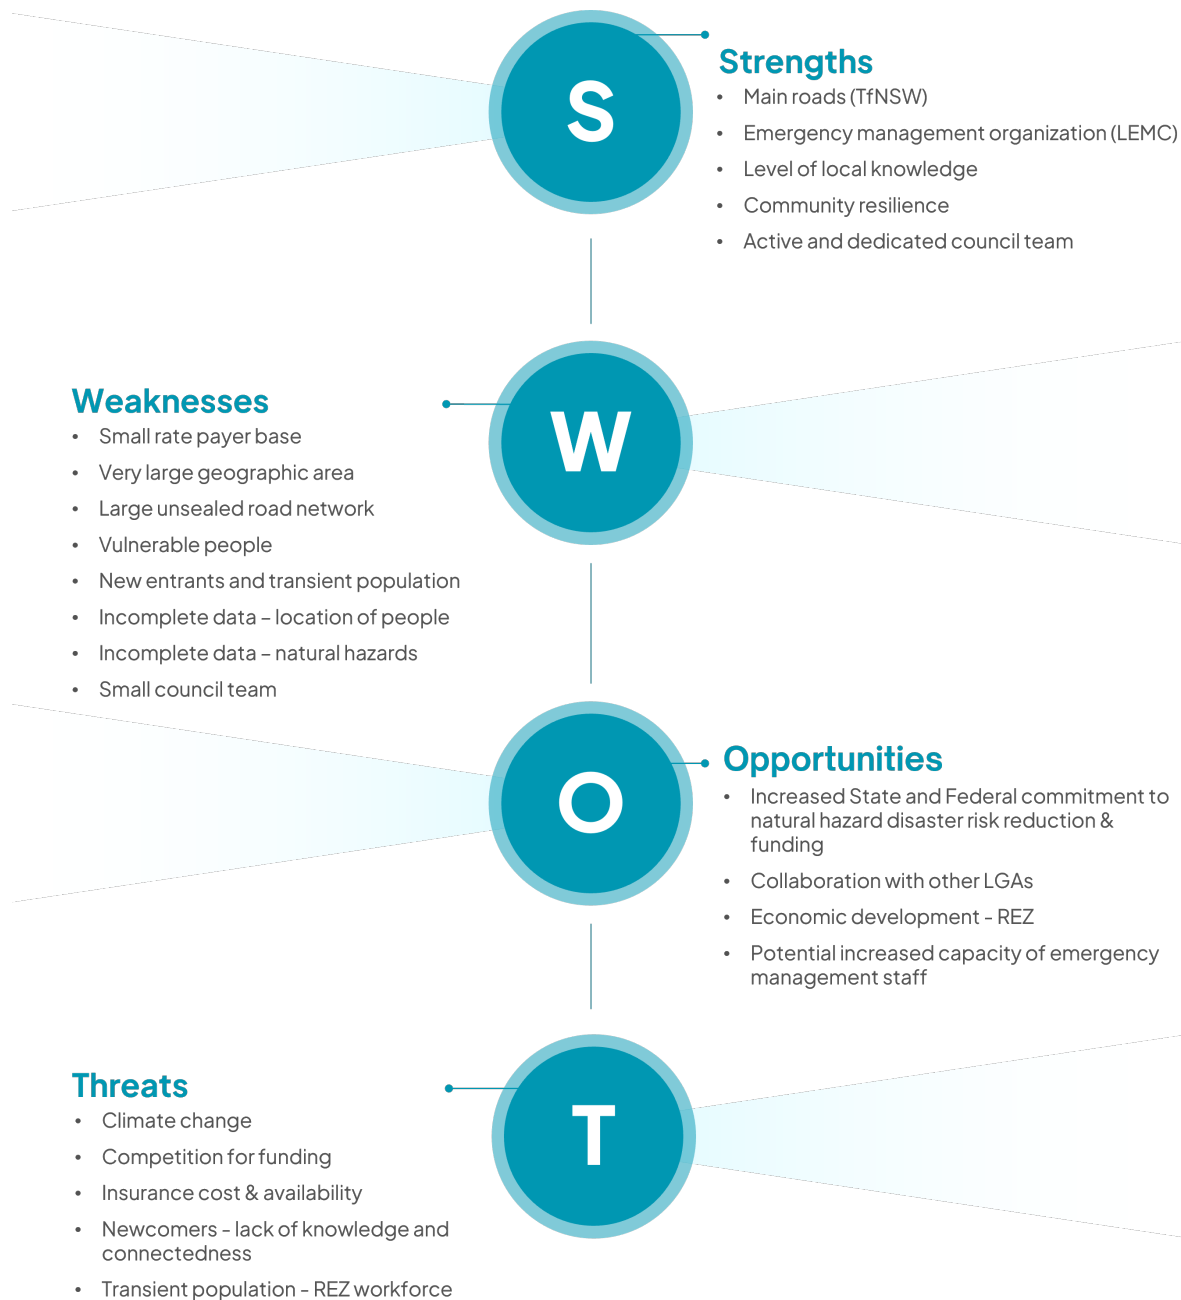 S
Strengths
• Main roads (TfNSW)
• Emergency management organization (LEMC)
• Level of local knowledge
• Community resilience
• Active and dedicated council team
W
Weaknesses
• Small rate payer base
• Very large geographic area
• Large unsealed road network
• Vulnerable people
• New entrants and transient population
• Incomplete data – location of people
• Incomplete data – natural hazards
• Small council team
O
Opportunities
• Increased State and Federal commitment to
natural hazard disaster risk reduction &
funding
• Collaboration with other LGAs
• Economic development - REZ
• Potential increased capacity of emergency
management staff
T
Threats
• Climate change
• Competition for funding
• Insurance cost & availability
• Newcomers - lack of knowledge and
connectedness
• Transient population - REZ workforce